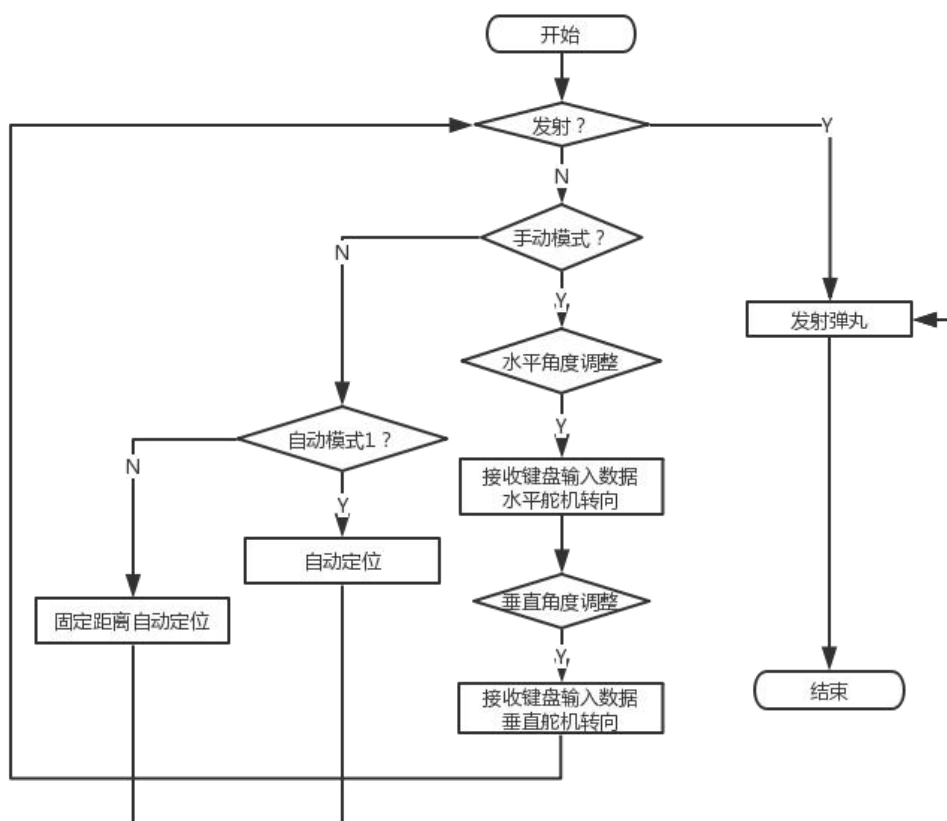 开始
发射？
Y
N
手动模式？
N
Y
发射弹丸
水平角度调整
Y
自动模式1？
N
Y
接收键盘输入数据
水平舵机转向
自动定位
固定距离自动定位
垂直角度调整
Y
接收键盘输入数据
垂直舵机转向
结束